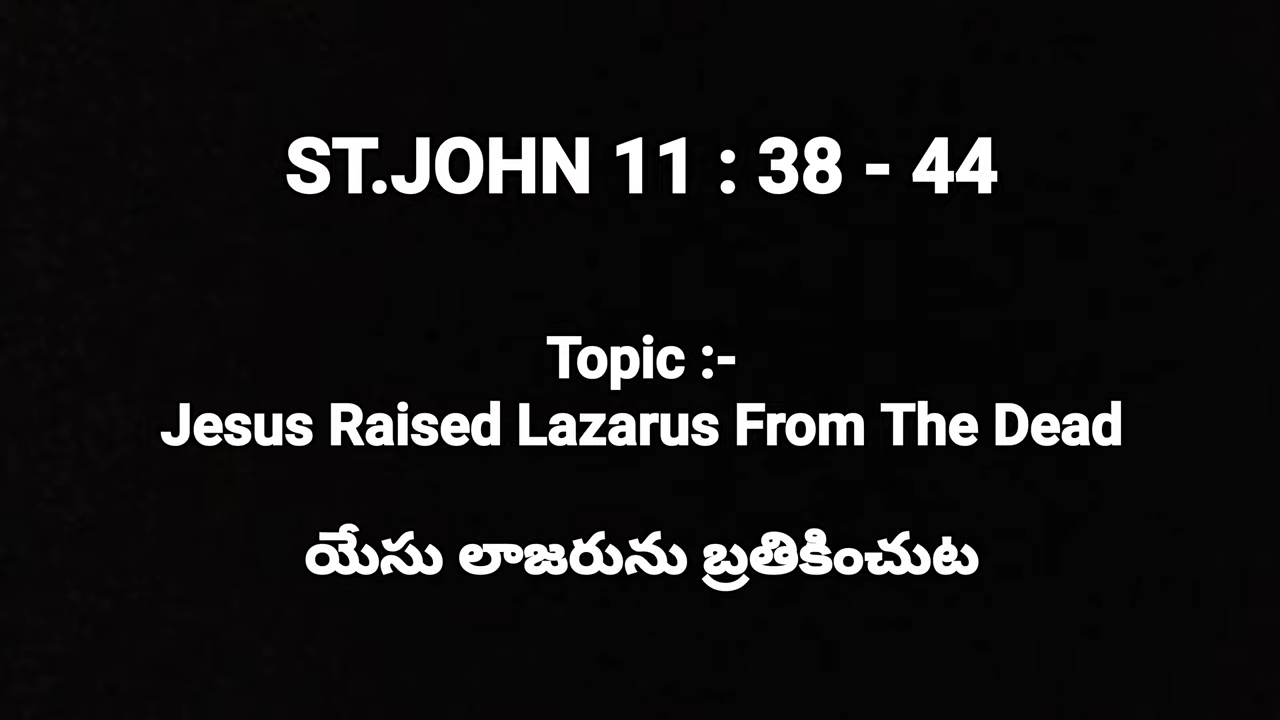 ST.JOHN 11 : 38 - 44
Topic :-
Jesus Raised Lazarus From The Dead
యేసు లాజరును బ్రతికించుట